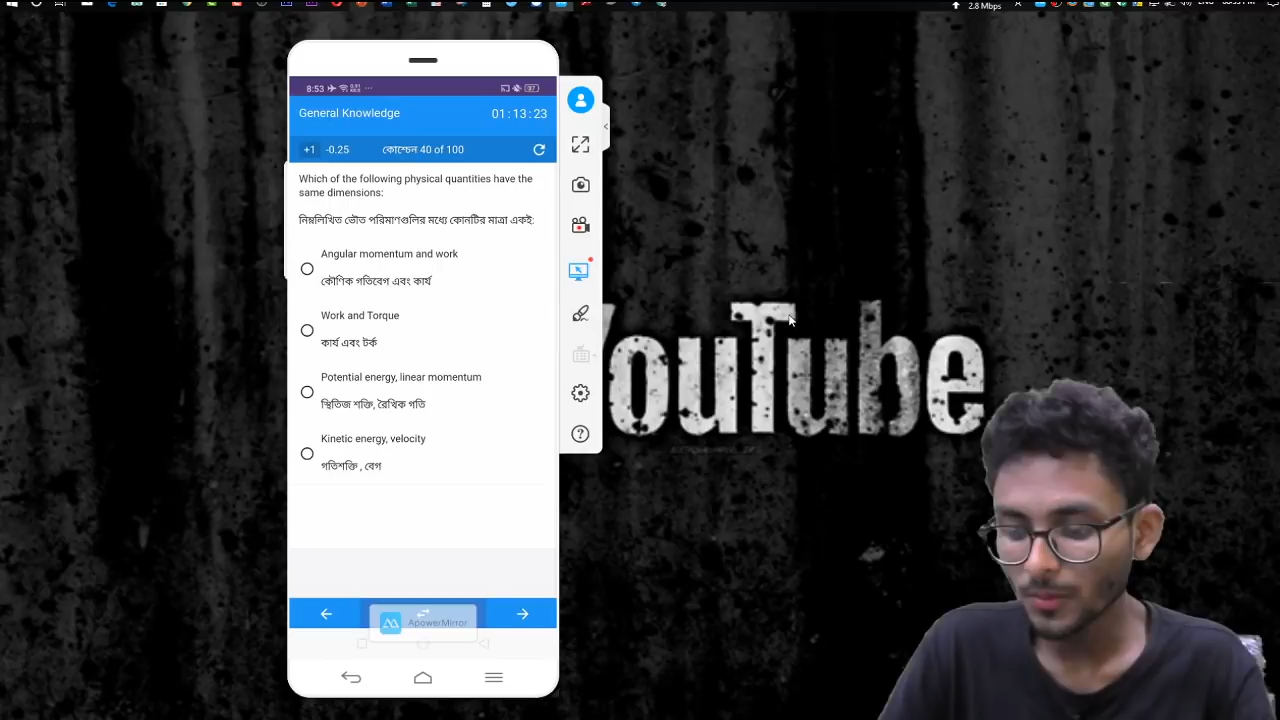 2.8 Mbps
8:53
General Knowledge
01:13:23
+1 -0.25 কোশ্চেন 40 of 100
Which of the following physical quantities have the
same dimensions:
নিম্নলিখিত ভৌত পরিমাণগুলির মধ্যে কোনটির মাত্রা একই:
Angular momentum and work
কৌণিক গতিবেগ এবং কার্য
Work and Torque
কার্য এবং টর্ক
Potential energy, linear momentum
স্থিতিজ শক্তি, রৈখিক গতি
Kinetic energy, velocity
গতিশক্তি , বেগ
ApowerMirror
YouTube